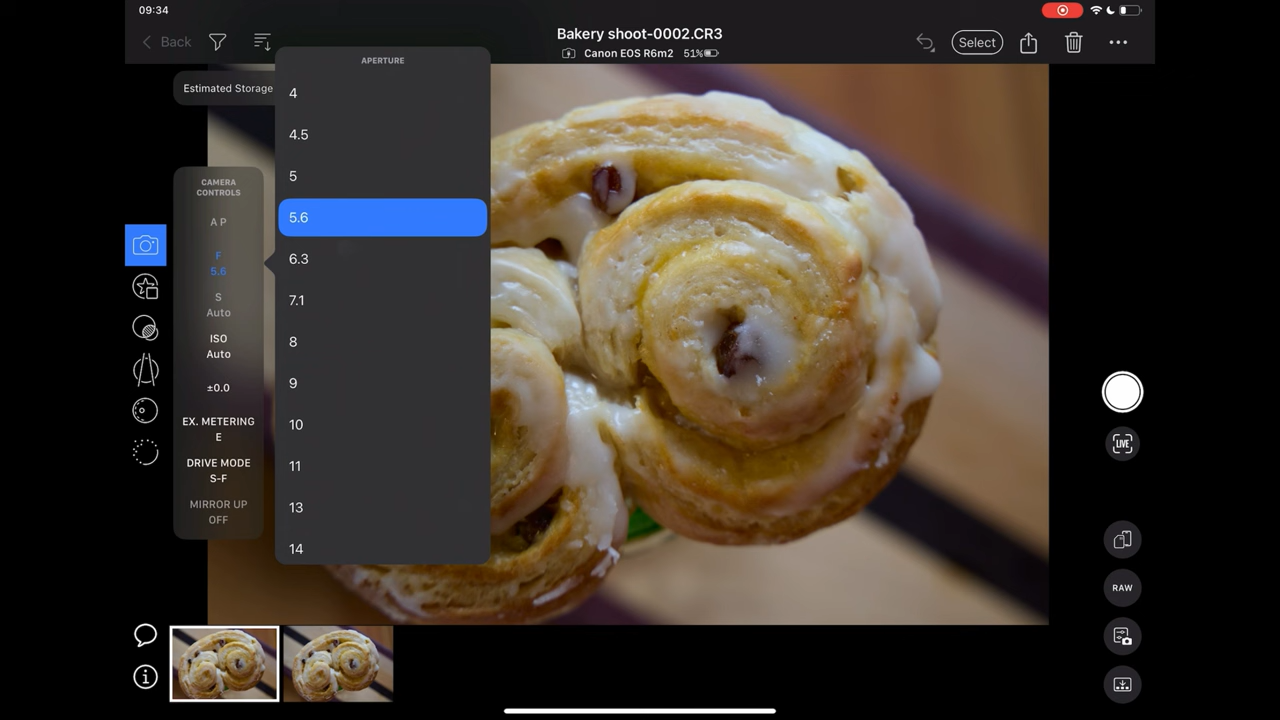 09:34
Back
Bakery shoot-0002.CR3
Canon EOS R6m2 51%
Select
Estimated Storage
APERTURE
4
4.5
5
5.6
6.3
7.1
8
9
10
11
13
14
CAMERA
CONTROLS
A P
F
5.6
S
Auto
ISO
Auto
±0.0
EX. METERING
E
DRIVE MODE
S-F
MIRROR UP
OFF
LIVE
RAW